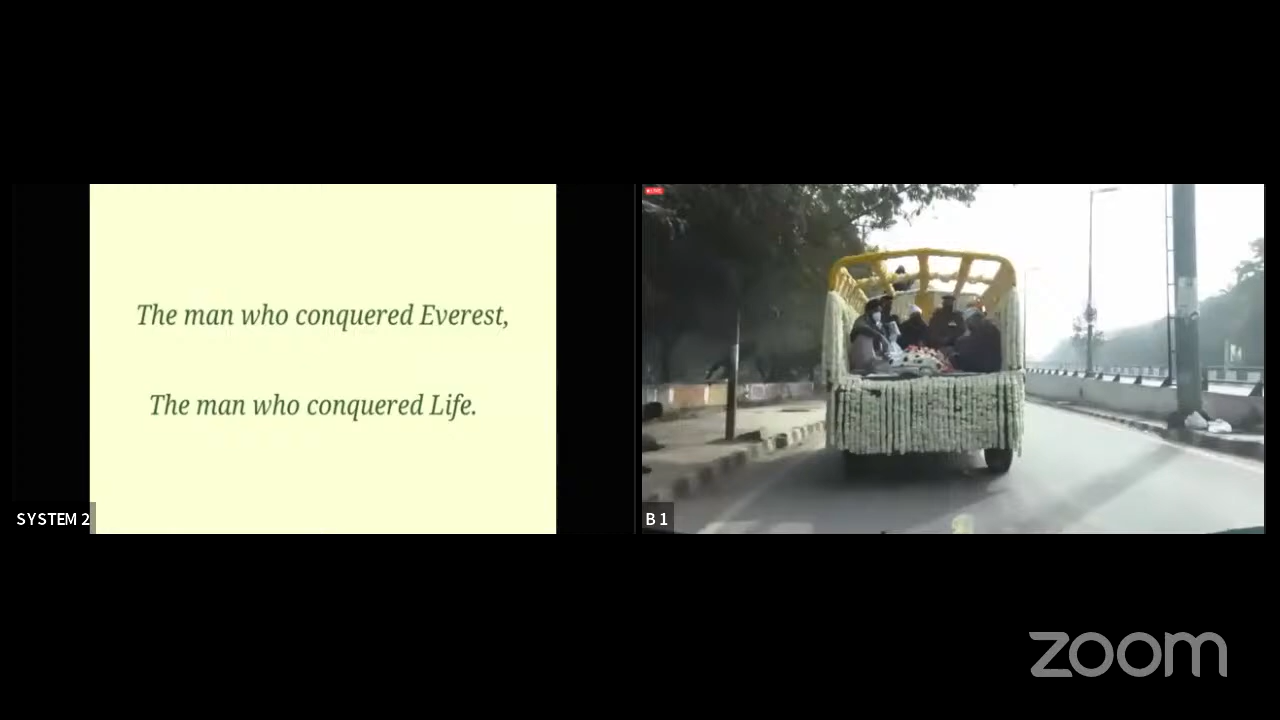 The man who conquered Everest,
The man who conquered Life.
SYSTEM 2
B 1
zoom